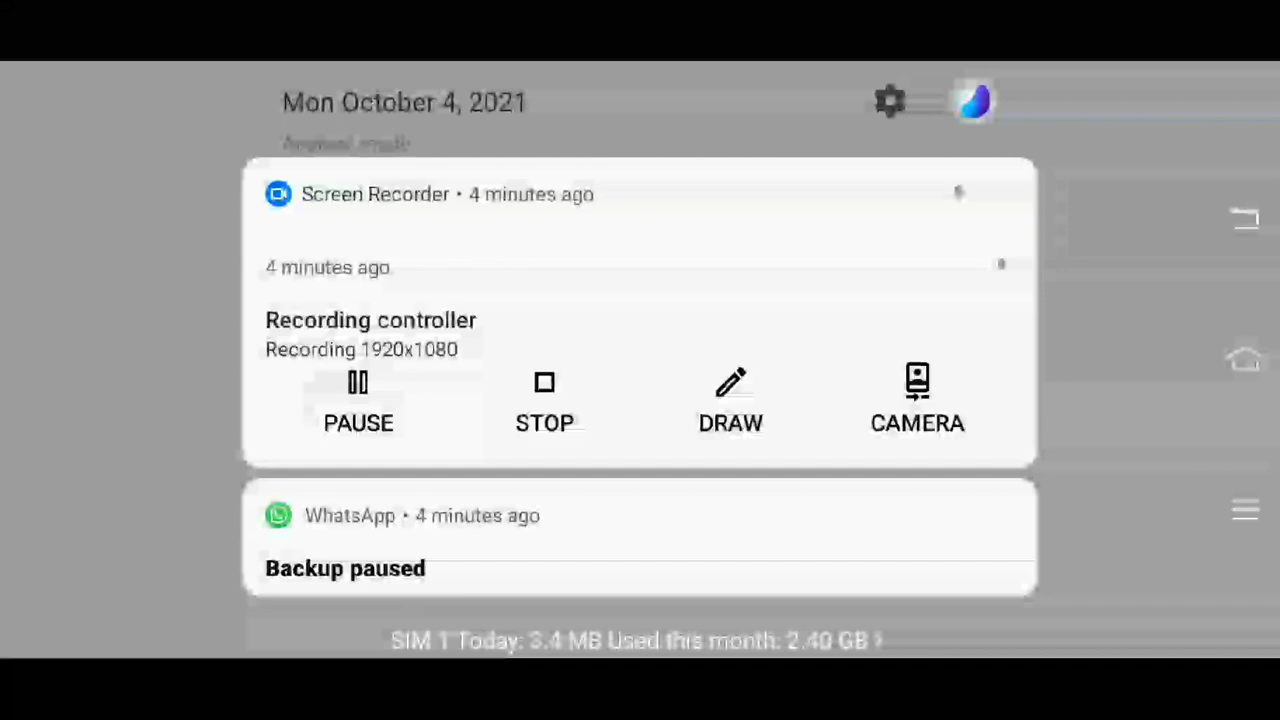 Mon October 4, 2021
Screen Recorder • 4 minutes ago
4 minutes ago
Recording controller
Recording 1920x1080
PAUSE STOP DRAW CAMERA
WhatsApp • 4 minutes ago
Backup paused
SIM 1 Today: 3.4 MB Used this month: 2.40 GB